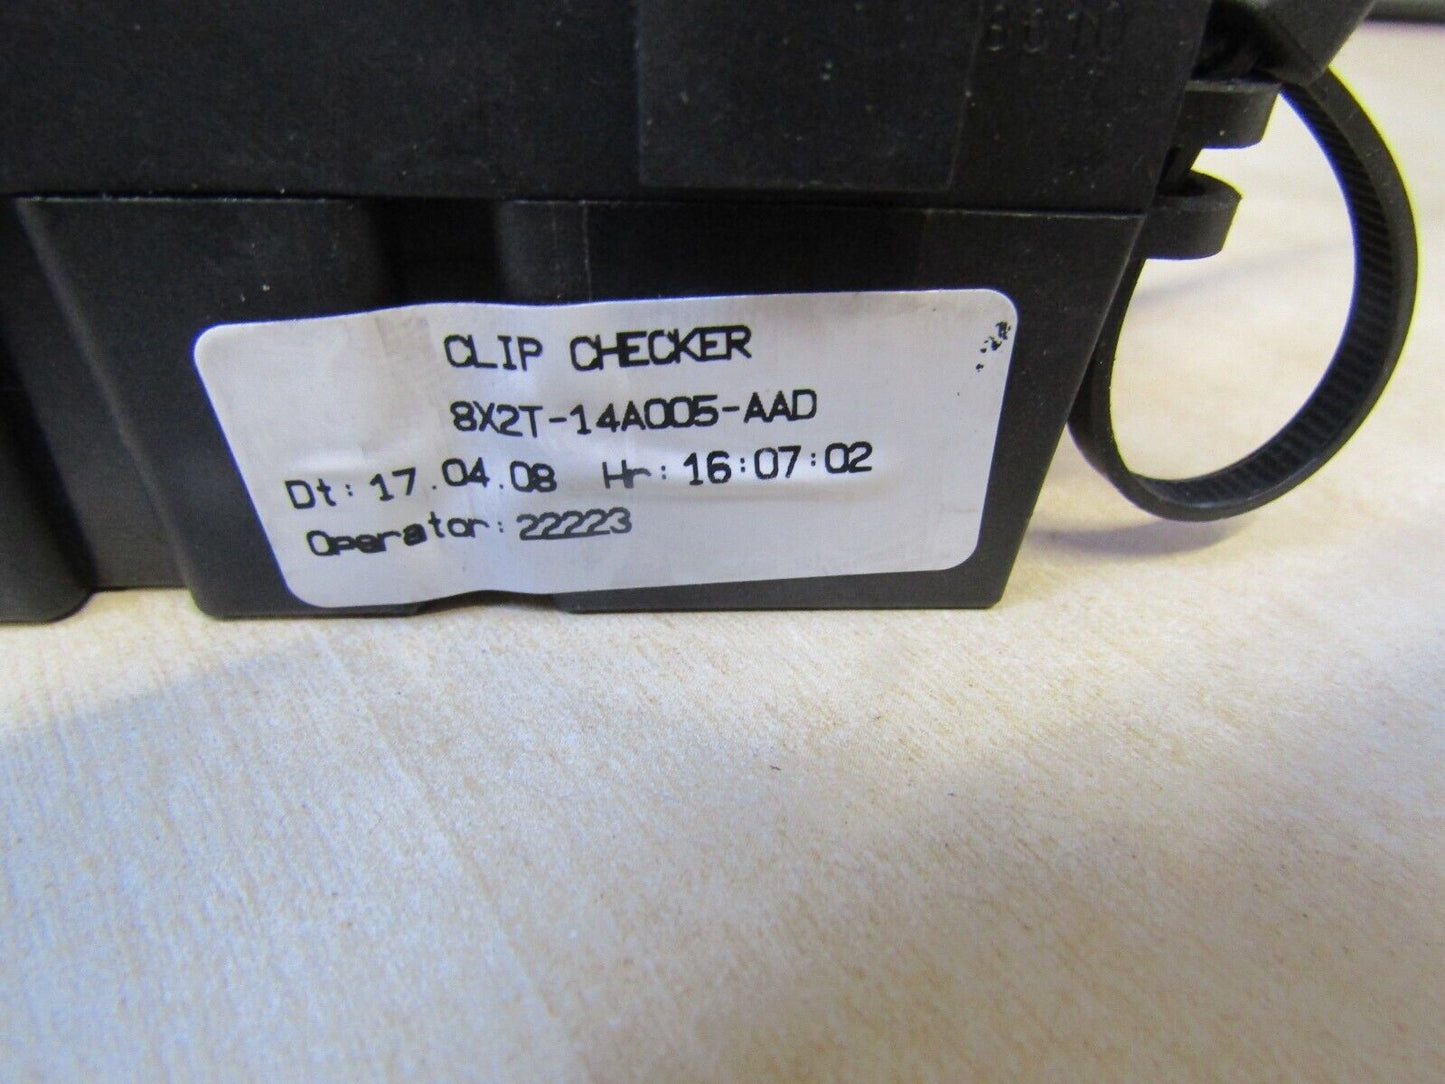 CLIP CHECKER
8X2T-14A005-AAD
Dt: 17.04.08 Hr: 16:07:02
Operator: 22223